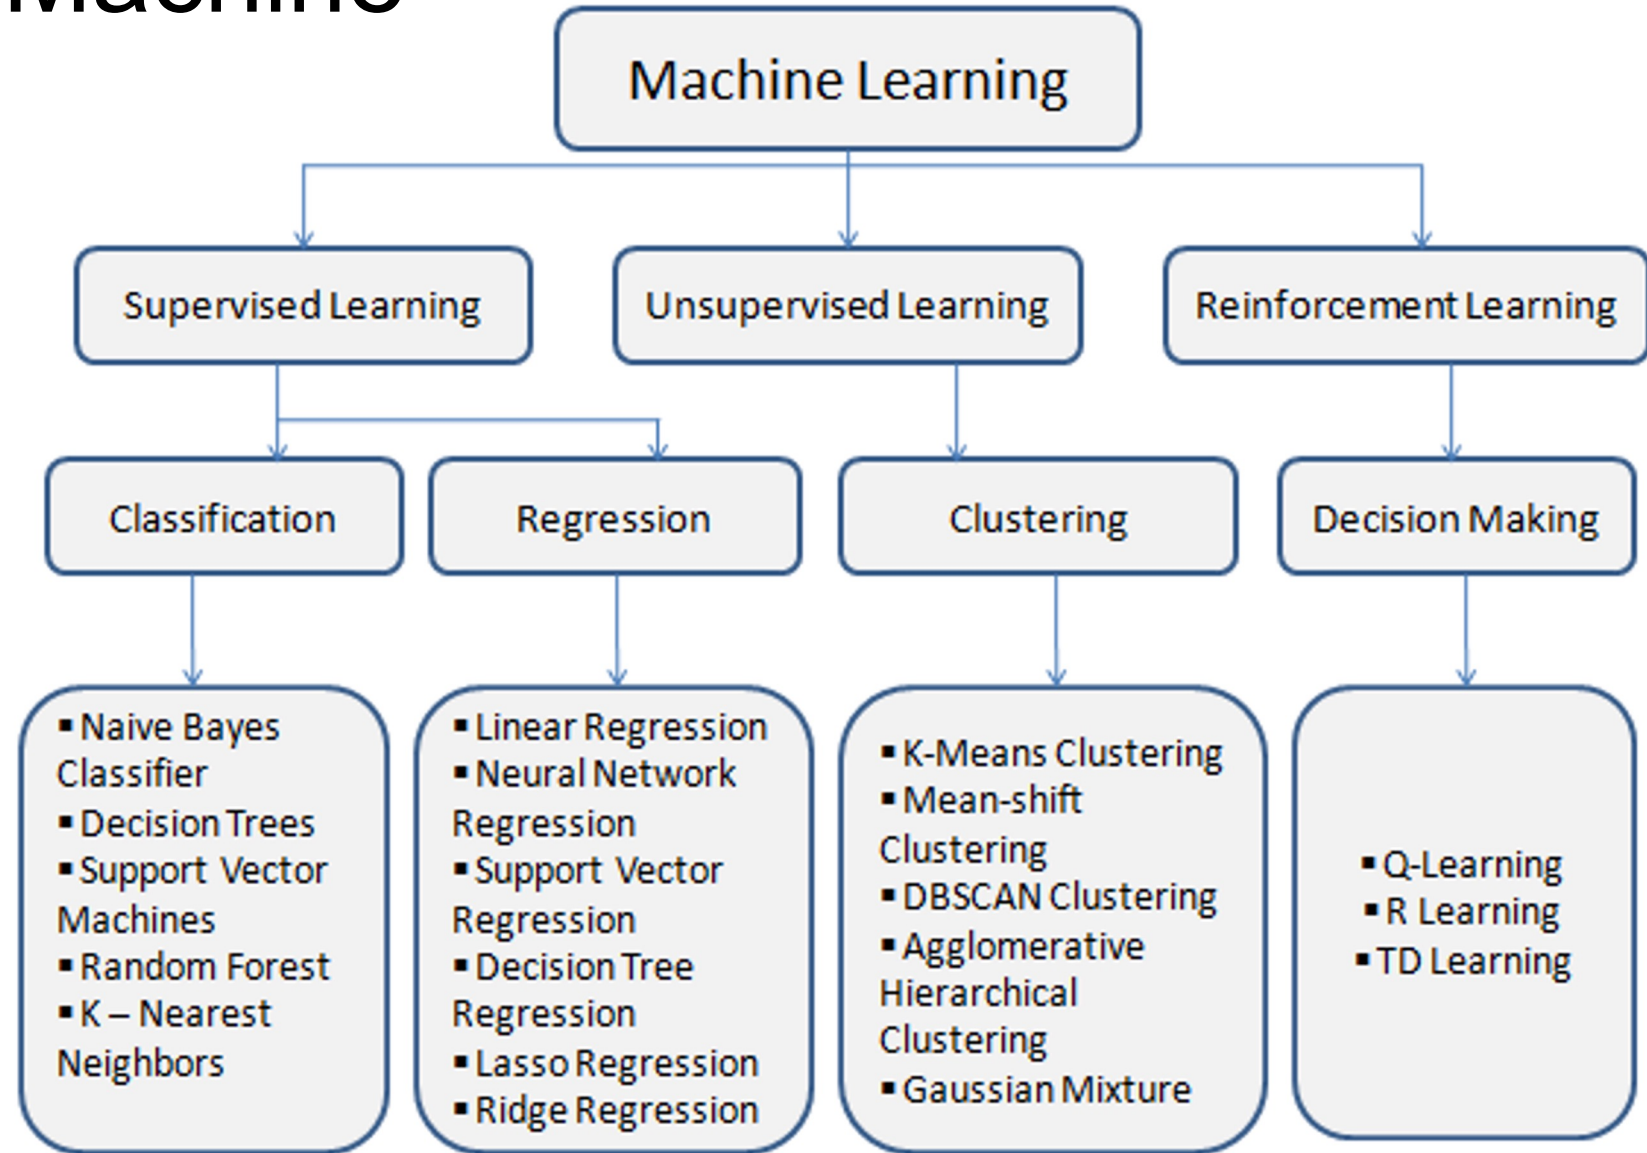 Machine
Machine Learning
Supervised Learning
Unsupervised Learning
Reinforcement Learning
Classification
Regression
Clustering
Decision Making
▪ Naive Bayes
Classifier
▪ Decision Trees
▪ Support Vector
Machines
▪ Random Forest
▪ K – Nearest
Neighbors
▪ Linear Regression
▪ Neural Network
Regression
▪ Support Vector
Regression
▪ Decision Tree
Regression
▪ Lasso Regression
▪ Ridge Regression
▪ K-Means Clustering
▪ Mean-shift
Clustering
▪ DBSCAN Clustering
▪ Agglomerative
Hierarchical
Clustering
▪ Gaussian Mixture
▪ Q-Learning
▪ R Learning
▪ TD Learning